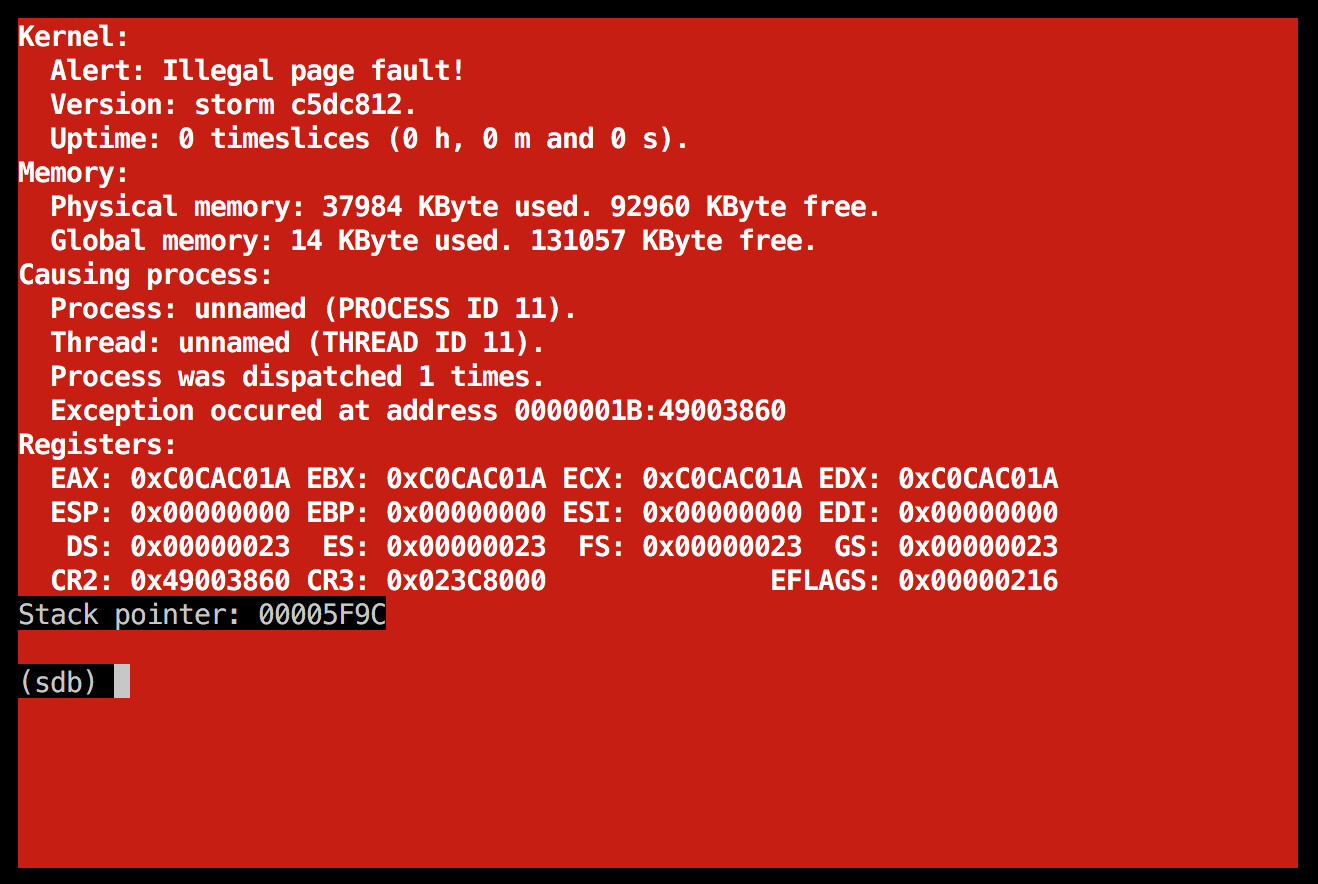 Kernel:
Alert: Illegal page fault!
Version: storm c5dc812.
Uptime: 0 timeslices (0 h, 0 m and 0 s).
Memory:
Physical memory: 37984 KByte used. 92960 KByte free.
Global memory: 14 KByte used. 131057 KByte free.
Causing process:
Process: unnamed (PROCESS ID 11).
Thread: unnamed (THREAD ID 11).
Process was dispatched 1 times.
Exception occured at address 0000001B:49003860
Registers:
EAX: 0xC0CAC01A EBX: 0xC0CAC01A ECX: 0xC0CAC01A EDX: 0xC0CAC01A
ESP: 0x00000000 EBP: 0x00000000 ESI: 0x00000000 EDI: 0x00000000
DS: 0x00000023 ES: 0x00000023 FS: 0x00000023 GS: 0x00000023
CR2: 0x49003860 CR3: 0x023C8000 EFLAGS: 0x00000216
Stack pointer: 00005F9C
(sdb)